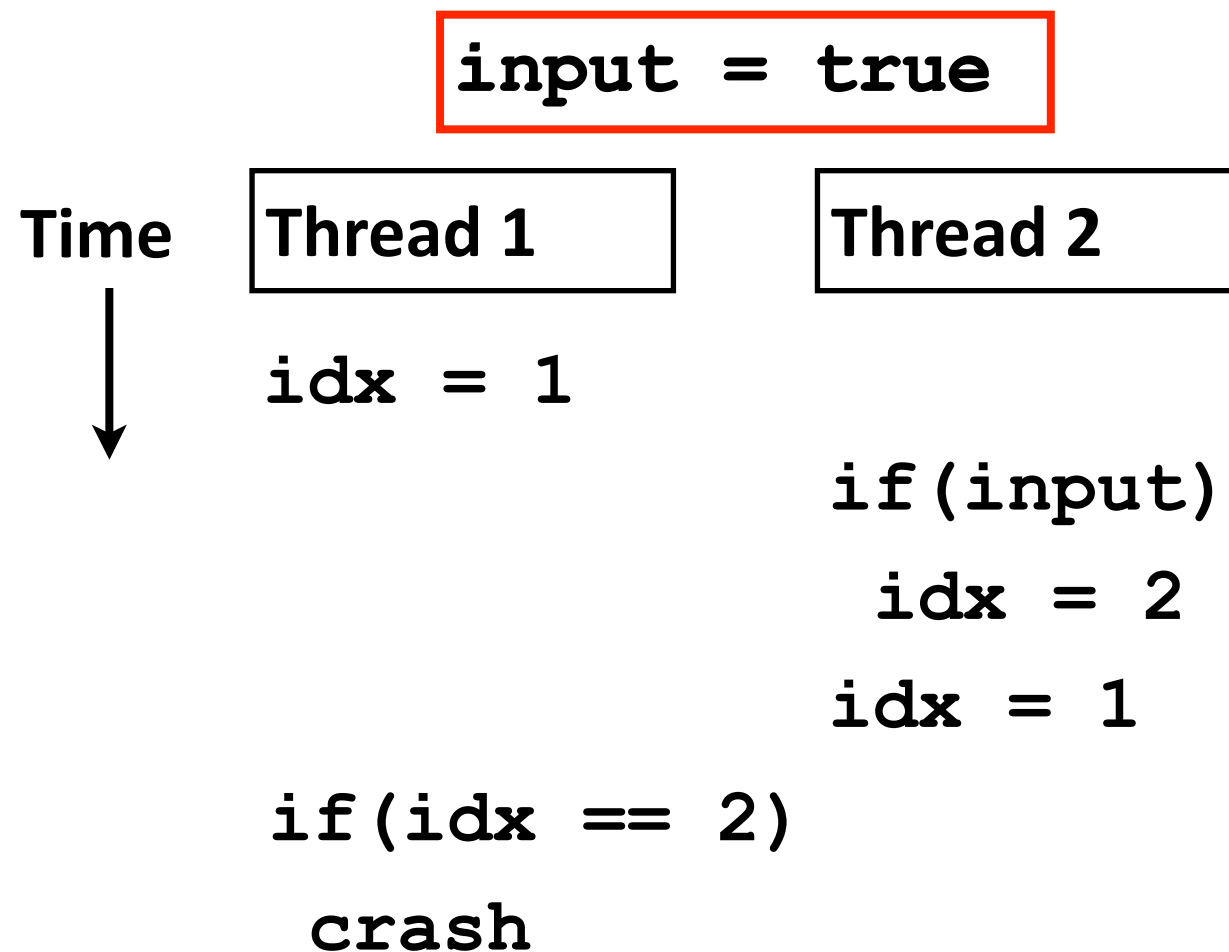 input = true
Time Thread 1 Thread 2
idx = 1
if(input)
idx = 2
idx = 1
if(idx == 2)
crash